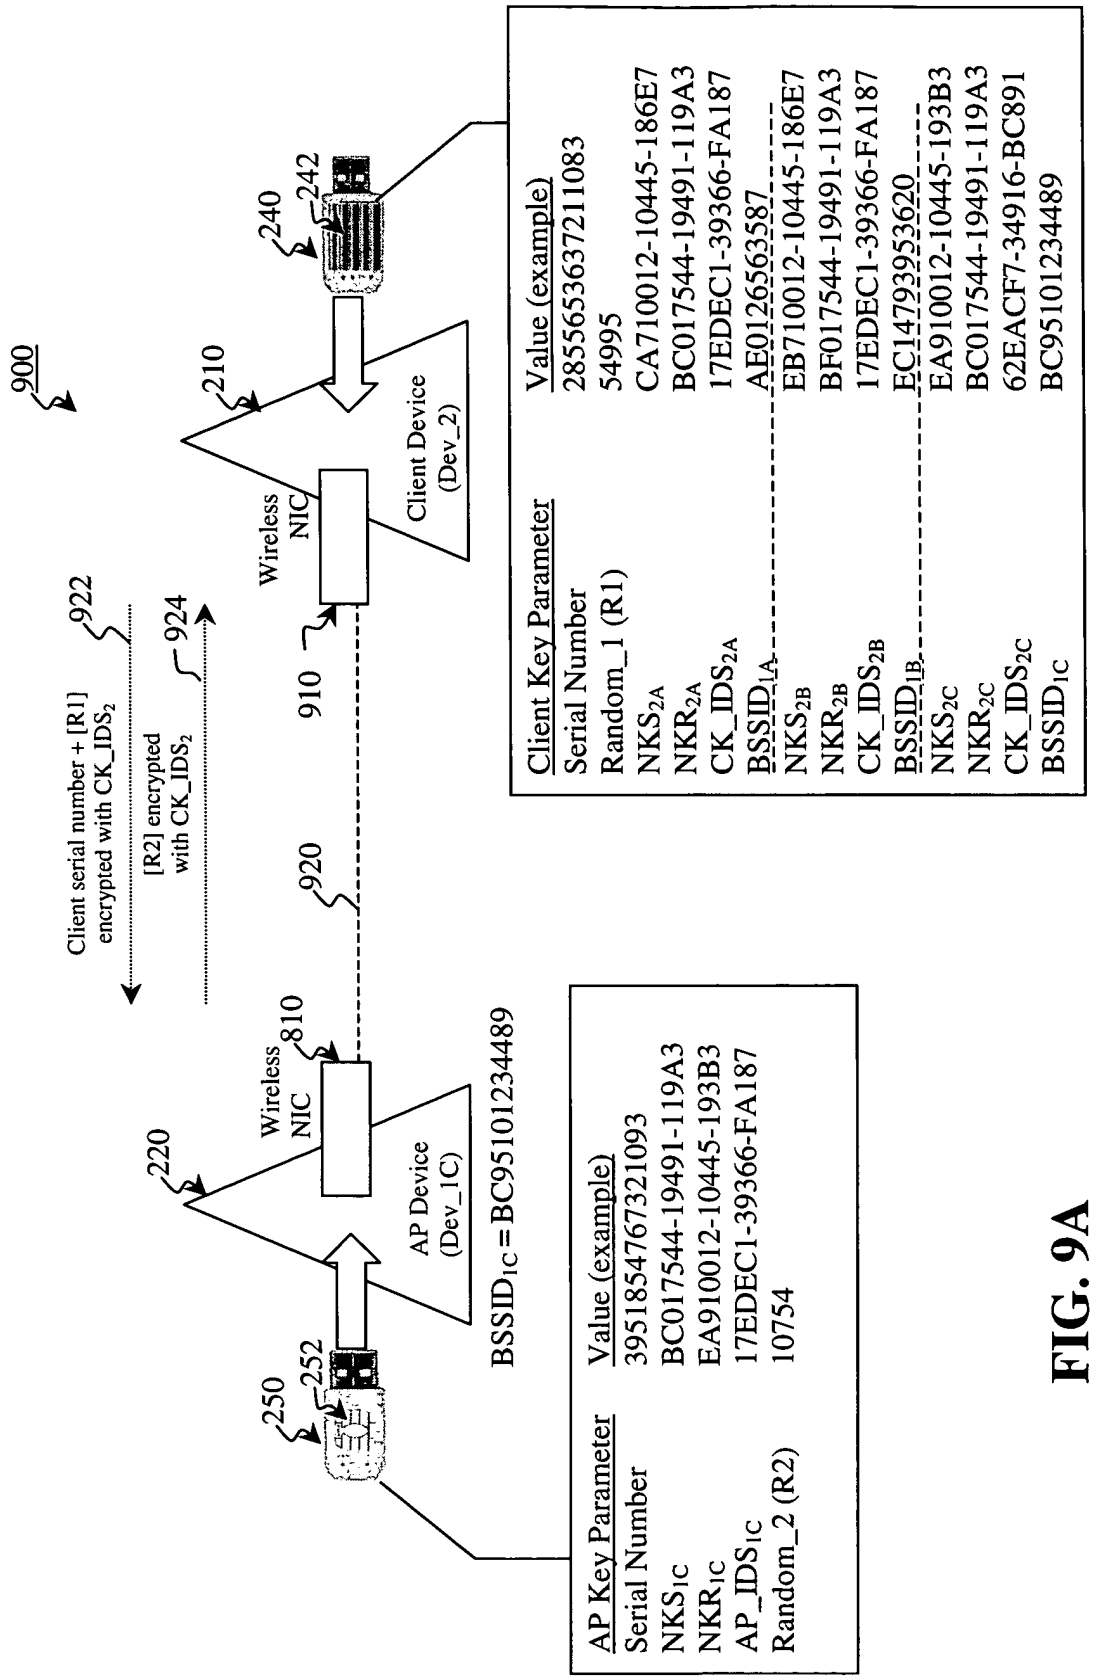 900
Client serial number + [R1]
encrypted with CK_IDS2
922
[R2] encrypted
with CK_IDS2
924
220
Wireless
NIC
810
250
252
AP Device
(Dev_1C)
BSSID1C = BC95101234489
920
Wireless
NIC
910
210
240
242
Client Device
(Dev_2)
AP Key Parameter Value (example)
Serial Number 3951854767321093
NKS1C BC017544-19491-119A3
NKR1C EA910012-10445-193B3
AP_IDS1C 17EDEC1-39366-FA187
Random_2 (R2) 10754
Client Key Parameter Value (example)
Serial Number 2855653637211083
Random_1 (R1) 54995
NKS2A CA710012-10445-186E7
NKR2A BC017544-19491-119A3
CK_IDS2A 17EDEC1-39366-FA187
BSSID1A AE0126563587
NKS2B EB710012-10445-186E7
NKR2B BF017544-19491-119A3
CK_IDS2B 17EDEC1-39366-FA187
BSSID1B EC14793953620
NKS2C EA910012-10445-193B3
NKR2C BC017544-19491-119A3
CK_IDS2C 62EACF7-34916-BC891
BSSID1C BC95101234489
FIG. 9A